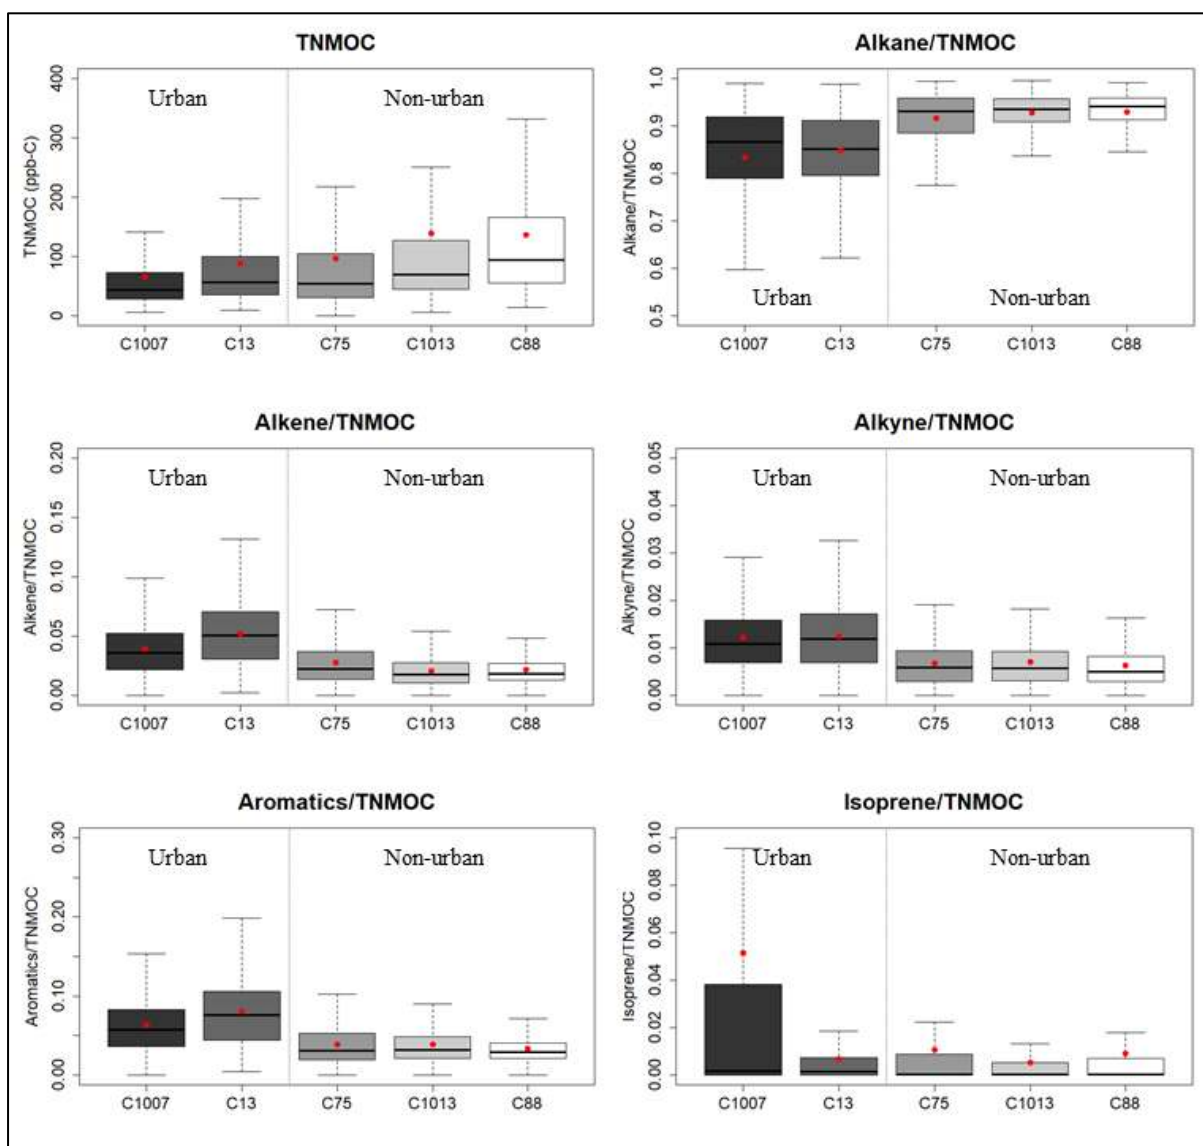 TNMOC
Urban
Non-urban
TNMOC (ppb-C)
400
300
200
100
0
C1007 C13 C75 C1013 C88
Alkane/TNMOC
Alkane/TNMOC
1.0
0.9
0.8
0.7
0.6
0.5
Urban
Non-urban
C1007 C13 C75 C1013 C88
Alkene/TNMOC
Urban
Non-urban
Alkene/TNMOC
0.20
0.15
0.10
0.05
0.00
C1007 C13 C75 C1013 C88
Alkyne/TNMOC
Urban
Non-urban
Alkyne/TNMOC
0.05
0.04
0.03
0.02
0.01
0.00
C1007 C13 C75 C1013 C88
Aromatics/TNMOC
Urban
Non-urban
Aromatics/TNMOC
0.30
0.20
0.10
0.00
C1007 C13 C75 C1013 C88
Isoprene/TNMOC
Urban
Non-urban
Isoprene/TNMOC
0.10
0.08
0.06
0.04
0.02
0.00
C1007 C13 C75 C1013 C88